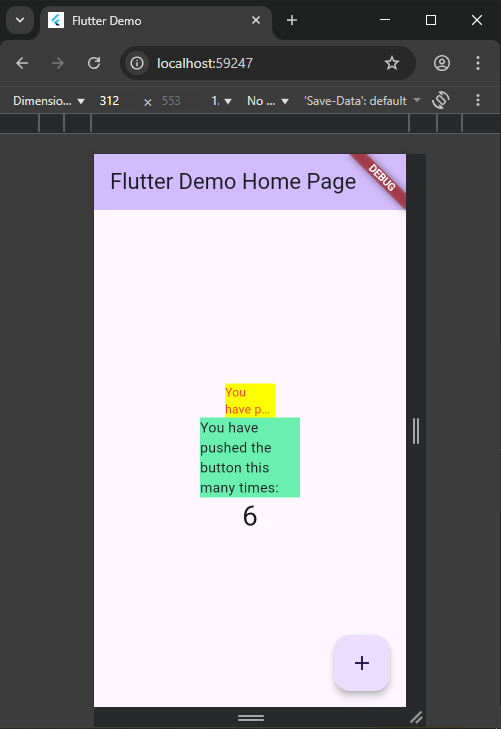 Flutter Demo
localhost:59247
Dimensio... 312 × 553 1. No ... 'Save-Data': default
Flutter Demo Home Page
DEBUG
You
have p...
You have
pushed the
button this
many times:
6
+